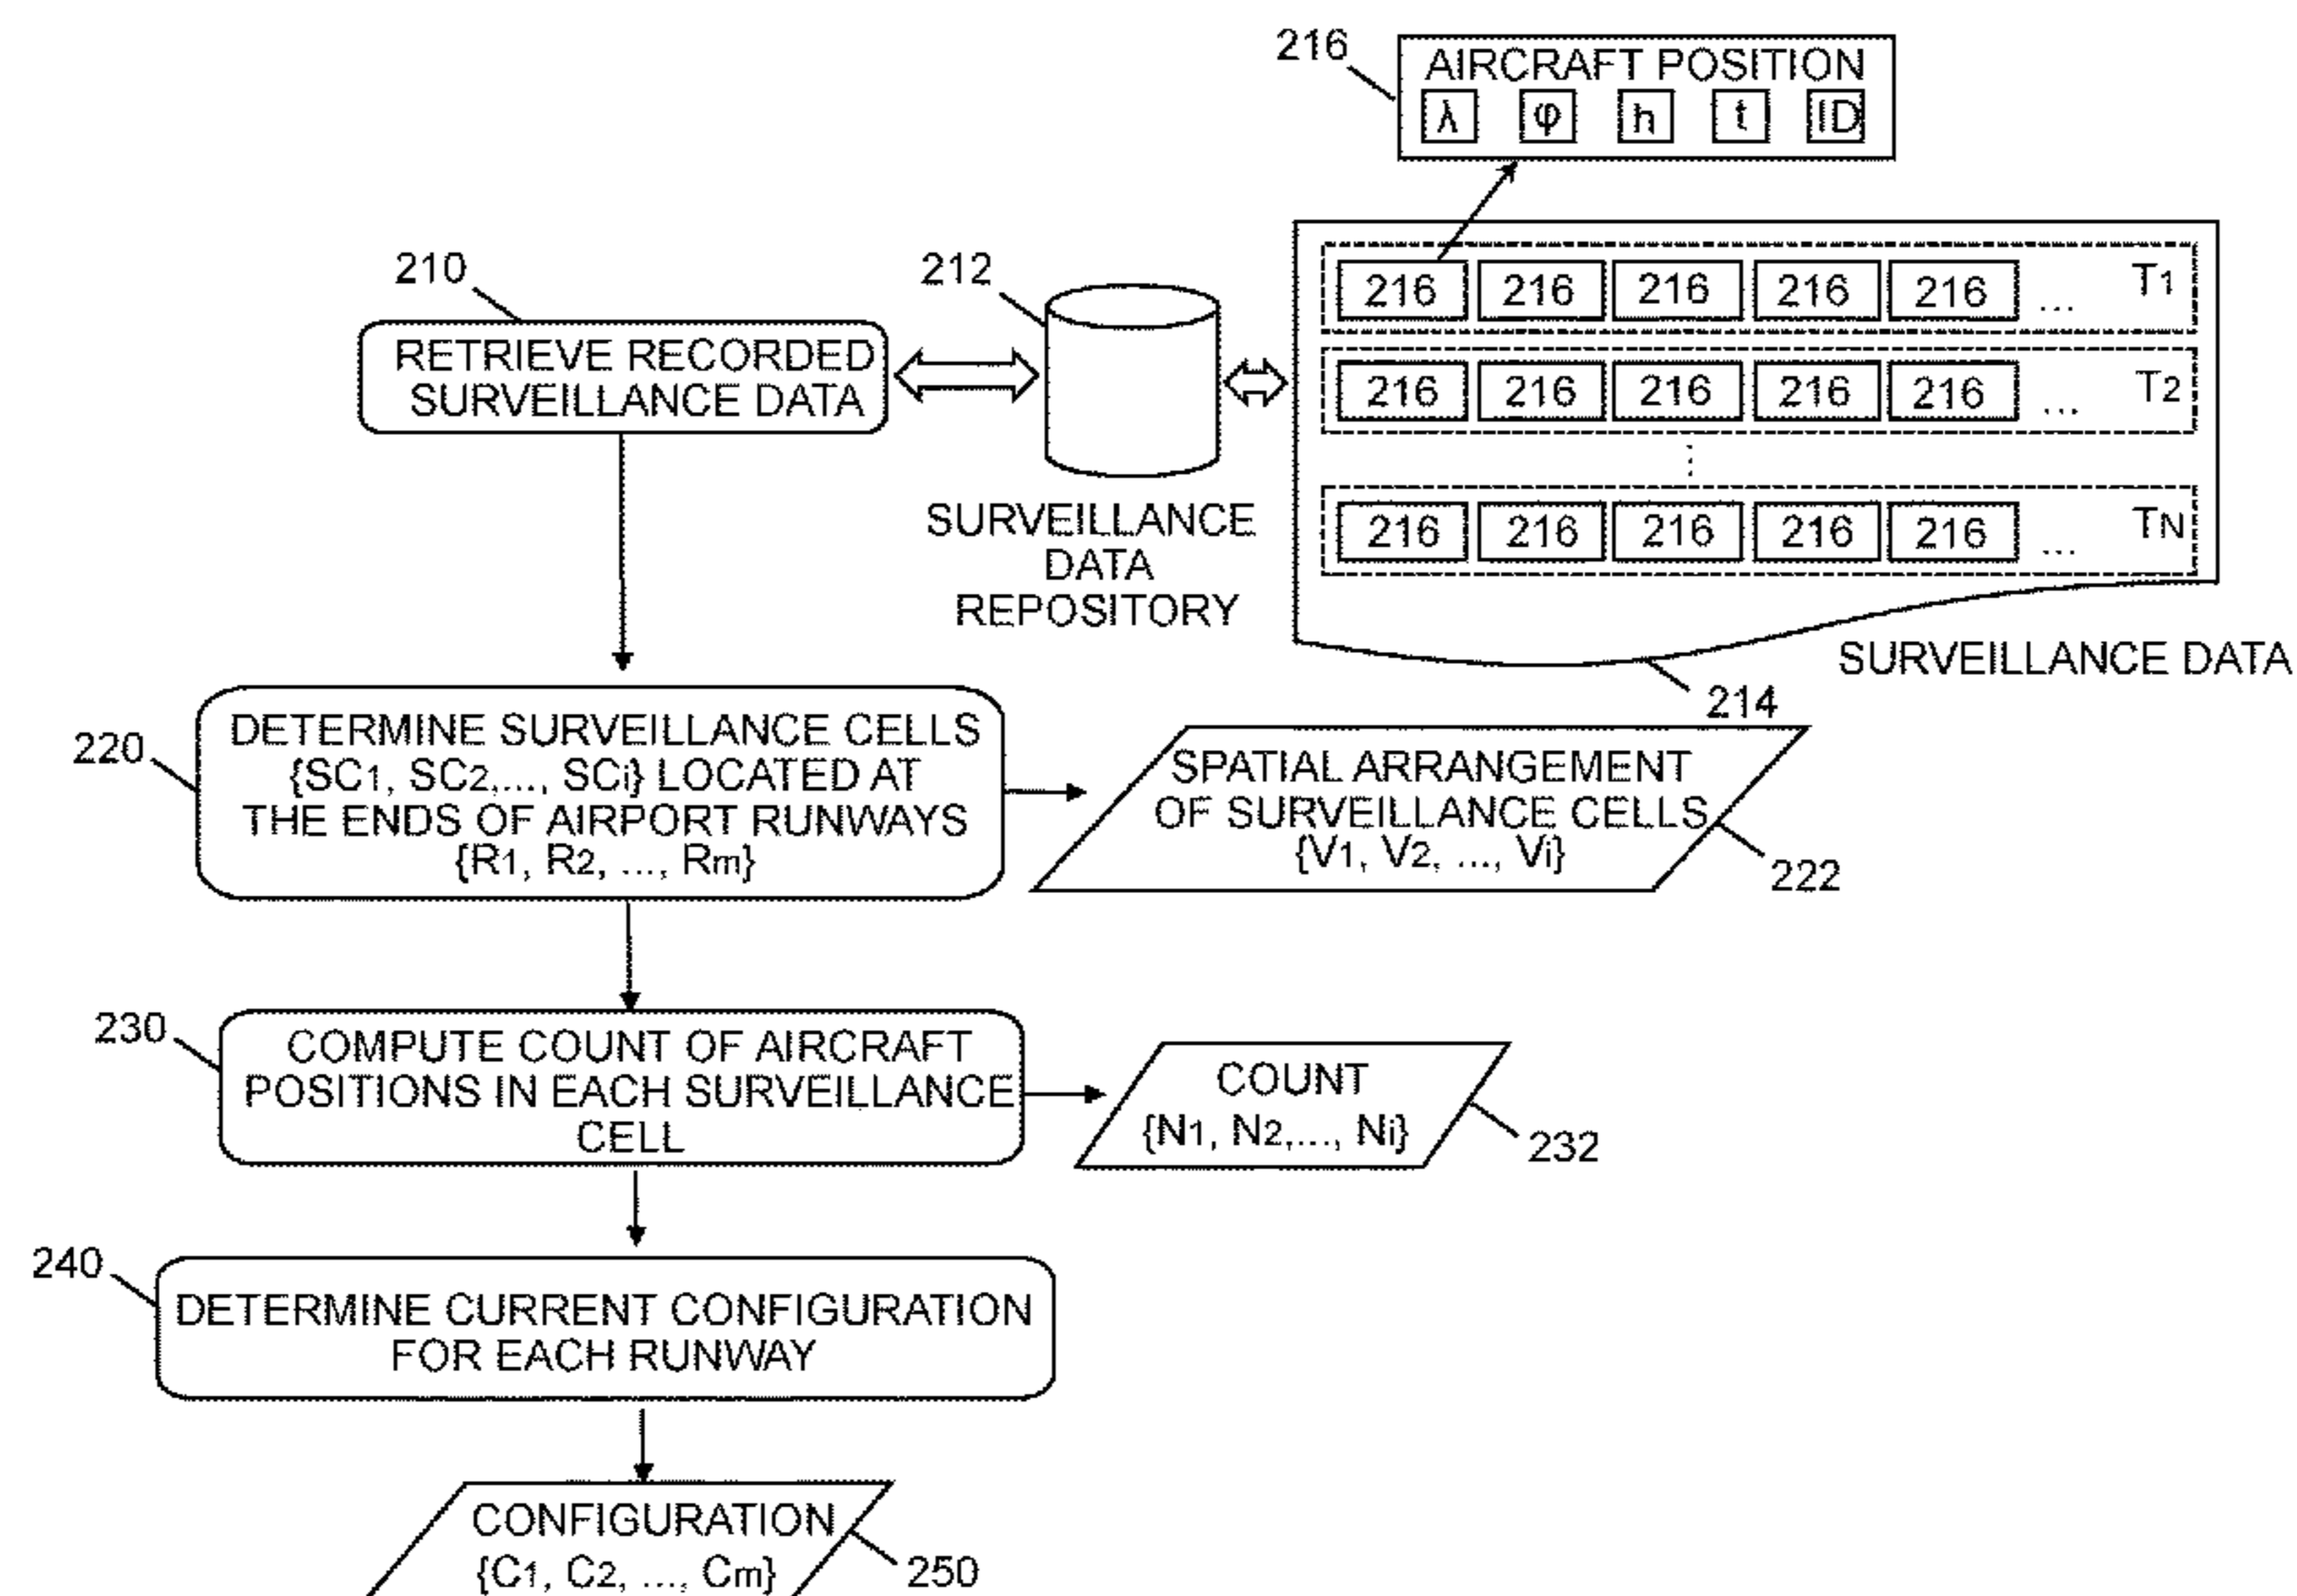 216
AIRCRAFT POSITION
λ φ h t ID
210
212
RETRIEVE RECORDED
SURVEILLANCE DATA
216 216 216 216 216 ... T1
216 216 216 216 216 ... T2
⋮
216 216 216 216 216 ... TN
SURVEILLANCE
DATA
REPOSITORY
SURVEILLANCE DATA
214
220
DETERMINE SURVEILLANCE CELLS
{SC1, SC2,..., SCi} LOCATED AT
THE ENDS OF AIRPORT RUNWAYS
{R1, R2, ..., Rm}
SPATIAL ARRANGEMENT
OF SURVEILLANCE CELLS
{V1, V2, ..., Vi}
222
230
COMPUTE COUNT OF AIRCRAFT
POSITIONS IN EACH SURVEILLANCE
CELL
COUNT
{N1, N2,..., Ni}
232
240
DETERMINE CURRENT CONFIGURATION
FOR EACH RUNWAY
CONFIGURATION
{C1, C2, ..., Cm}
250